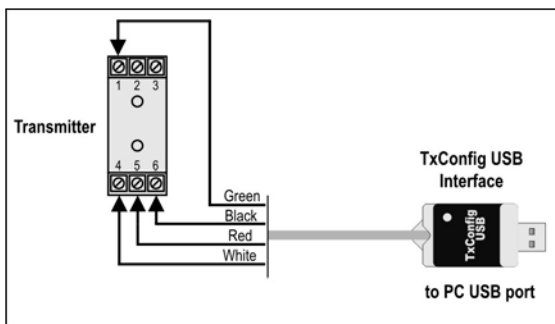 1 2 3
Transmitter
4 5 6
Green
Black
Red
White
TxConfig USB
Interface
TxConfig
USB
to PC USB port